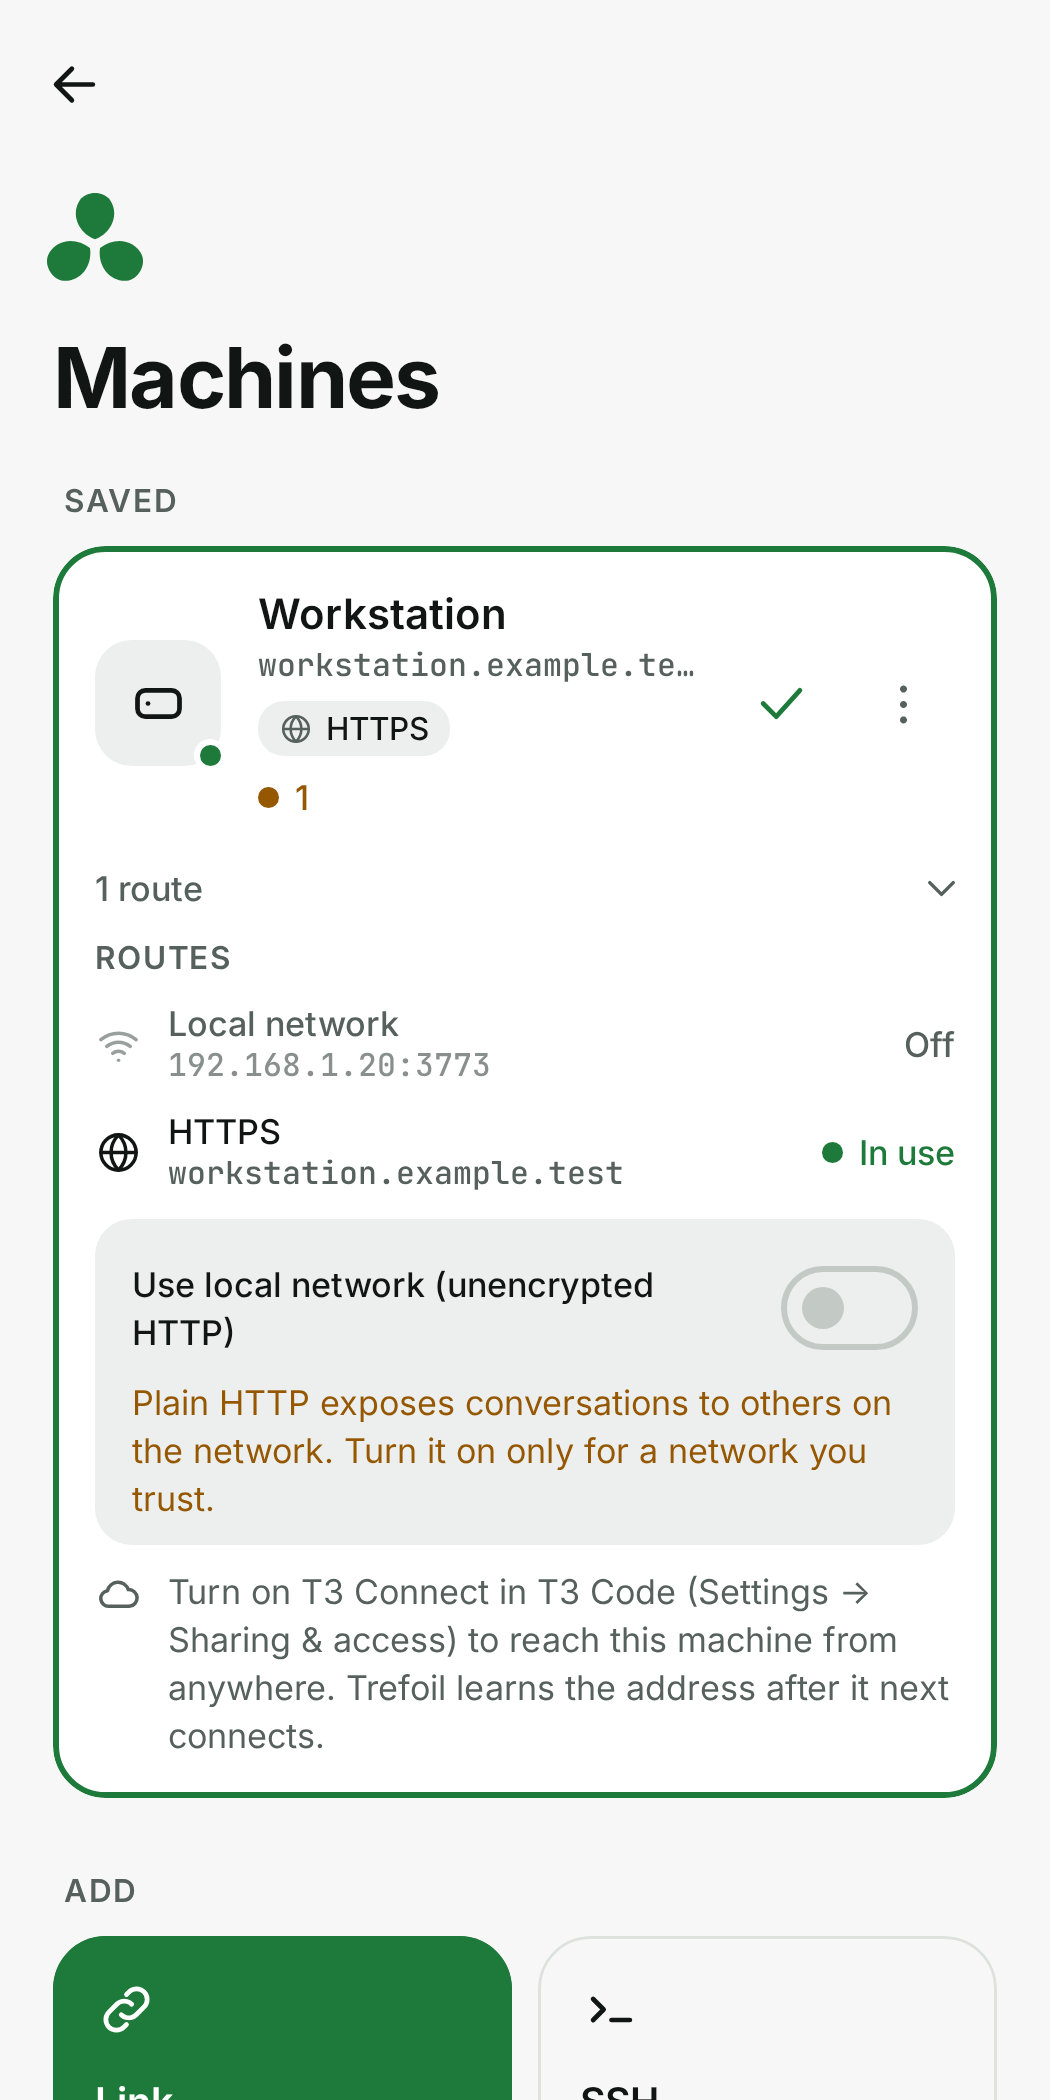 Machines
SAVED
Workstation
workstation.example.te…
HTTPS
1
1 route
ROUTES
Local network
192.168.1.20:3773
Off
HTTPS
workstation.example.test
In use
Use local network (unencrypted
HTTP)
Plain HTTP exposes conversations to others on
the network. Turn it on only for a network you
trust.
Turn on T3 Connect in T3 Code (Settings →
Sharing & access) to reach this machine from
anywhere. Trefoil learns the address after it next
connects.
ADD
Link
SSH